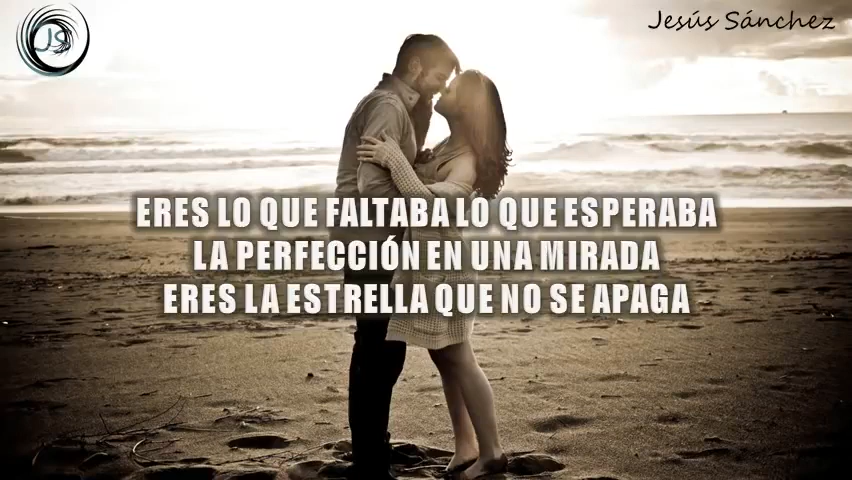 JS
Jesús Sánchez
ERES LO QUE FALTABA LO QUE ESPERABA
LA PERFECCIÓN EN UNA MIRADA
ERES LA ESTRELLA QUE NO SE APAGA